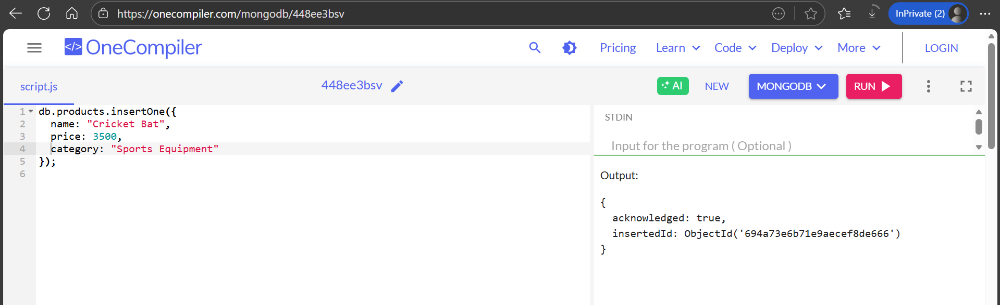 https://onecompiler.com/mongodb/448ee3bsv
InPrivate (2)
</> OneCompiler
Pricing
Learn
Code
Deploy
More
LOGIN
script.js
448ee3bsv
AI
NEW
MONGODB
RUN
1 db.products.insertOne({
2   name: "Cricket Bat",
3   price: 3500,
4   category: "Sports Equipment"
5 });
6
STDIN
Input for the program ( Optional )
Output:
{
  acknowledged: true,
  insertedId: ObjectId('694a73e6b71e9aecef8de666')
}